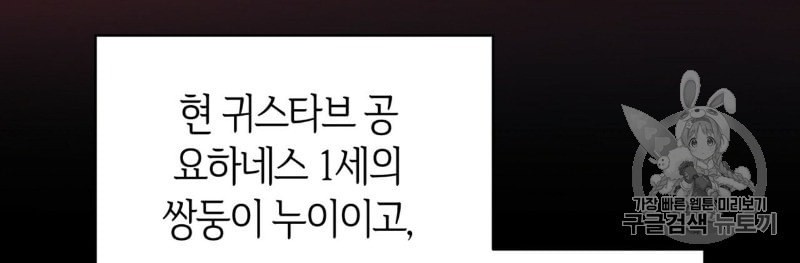 현 귀스타브 공
요하네스 1세의
쌍둥이 누이이고,
가장 빠른 웹툰 미리보기
구글검색 뉴토끼